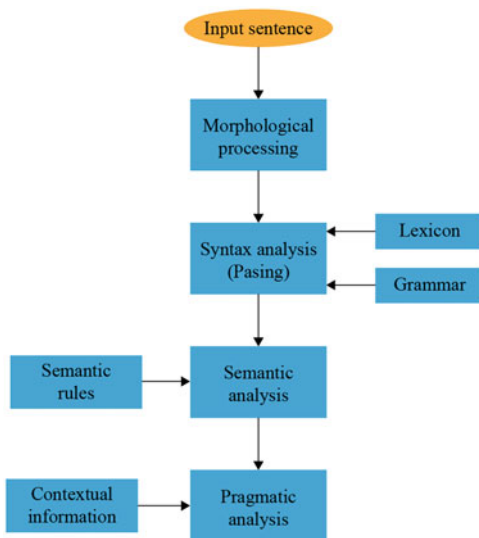 Input sentence
Morphological
processing
Syntax analysis
(Pasing)
Lexicon
Grammar
Semantic
rules
Semantic
analysis
Contextual
information
Pragmatic
analysis